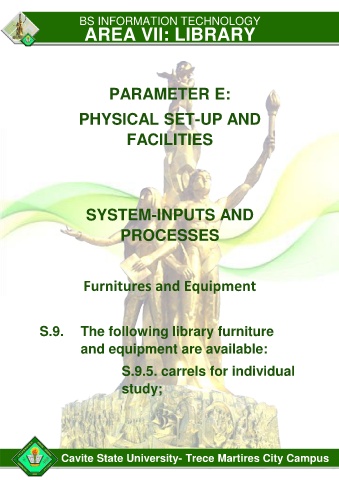 BS INFORMATION TECHNOLOGY
AREA VII: LIBRARY
PARAMETER E:
PHYSICAL SET-UP AND
FACILITIES
SYSTEM-INPUTS AND
PROCESSES
Furnitures and Equipment
S.9. The following library furniture
and equipment are available:
S.9.5. carrels for individual
study;
Cavite State University- Trece Martires City Campus